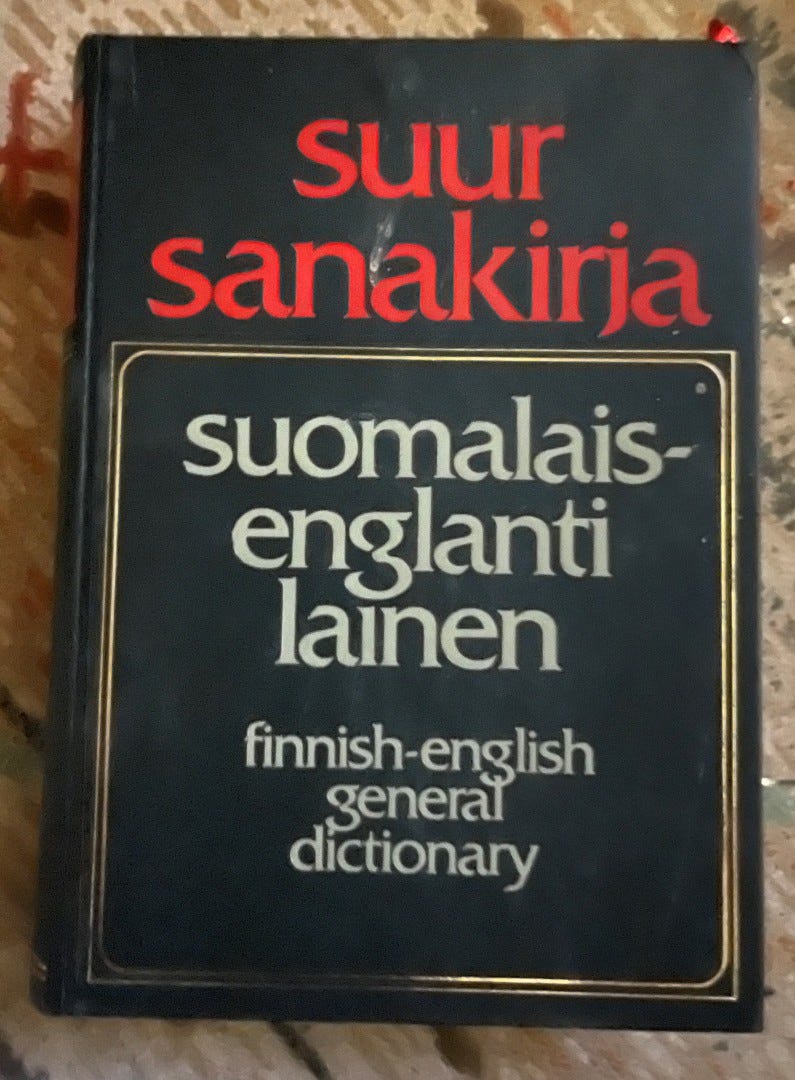 suur
sanakirja
suomalais-
englanti
lainen
finnish-english
general
dictionary